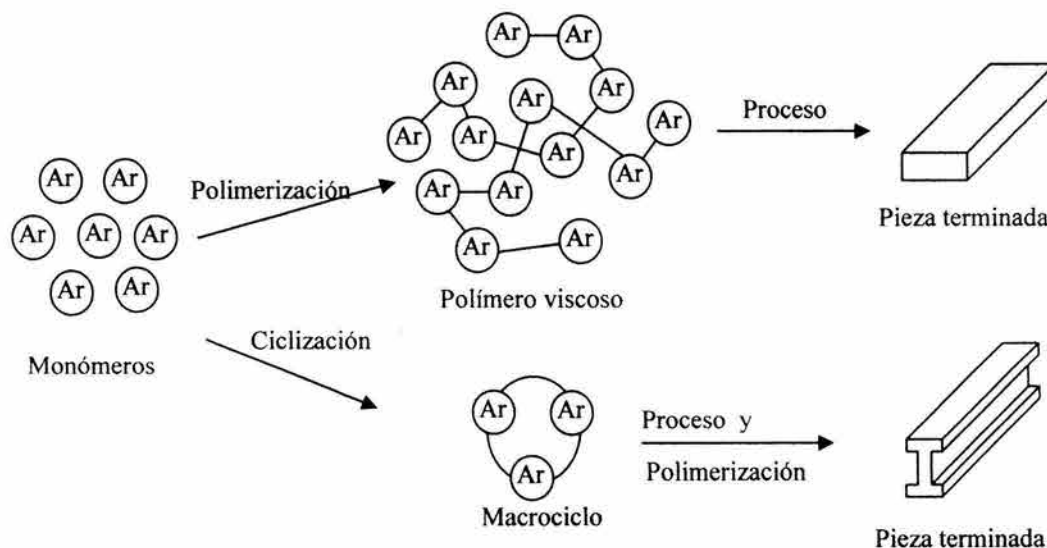 Ar Ar
Ar Ar Ar
Ar Ar
Monómeros
Polimerización
Ar Ar
Ar Ar Ar
Ar Ar Ar Ar
Ar
Ar Ar
Ar Ar
Polímero viscoso
Proceso
Pieza terminada
Ciclización
Ar Ar
Ar
Macrociclo
Proceso y
Polimerización
Pieza terminada